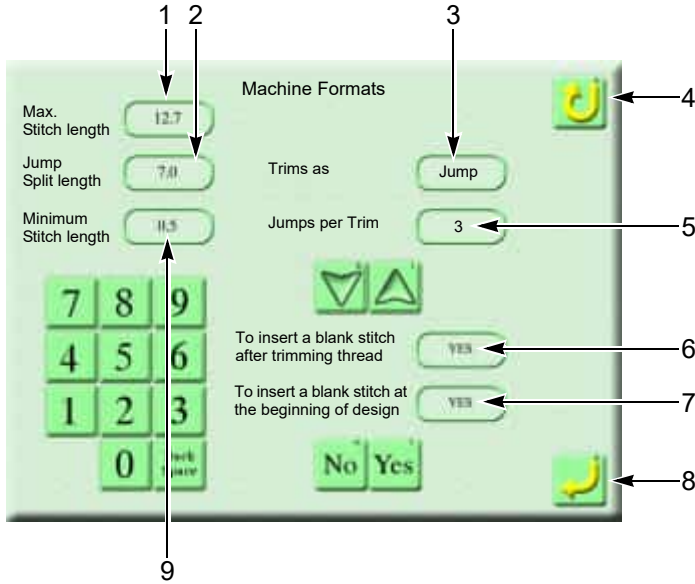 1 2 3
Machine Formats
Max.
Stitch length
12.7
4
Jump
Split length
7.0
Trims as
Jump
Minimum
Stitch length
0.5
Jumps per Trim
3
5
7 8 9
4 5 6
1 2 3
0 Back
Space
To insert a blank stitch
after trimming thread
YES
6
To insert a blank stitch at
the beginning of design
YES
7
No Yes
8
9